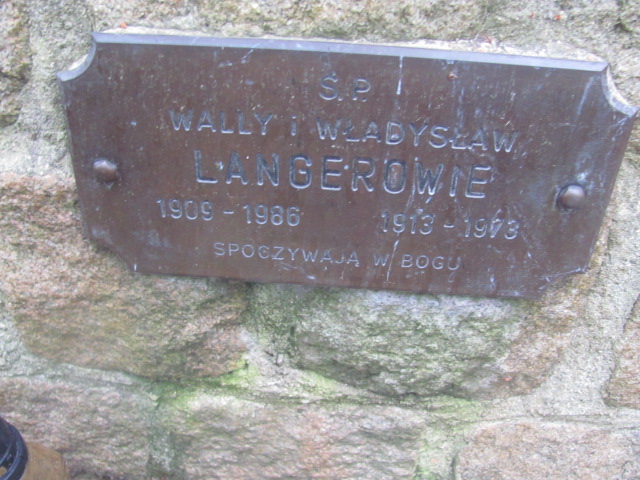 Ś.P.
WALLY I WŁADYSŁAW
LANGEROWIE
1909 - 1986 1913 - 1973
SPOCZYWAJĄ W BOGU